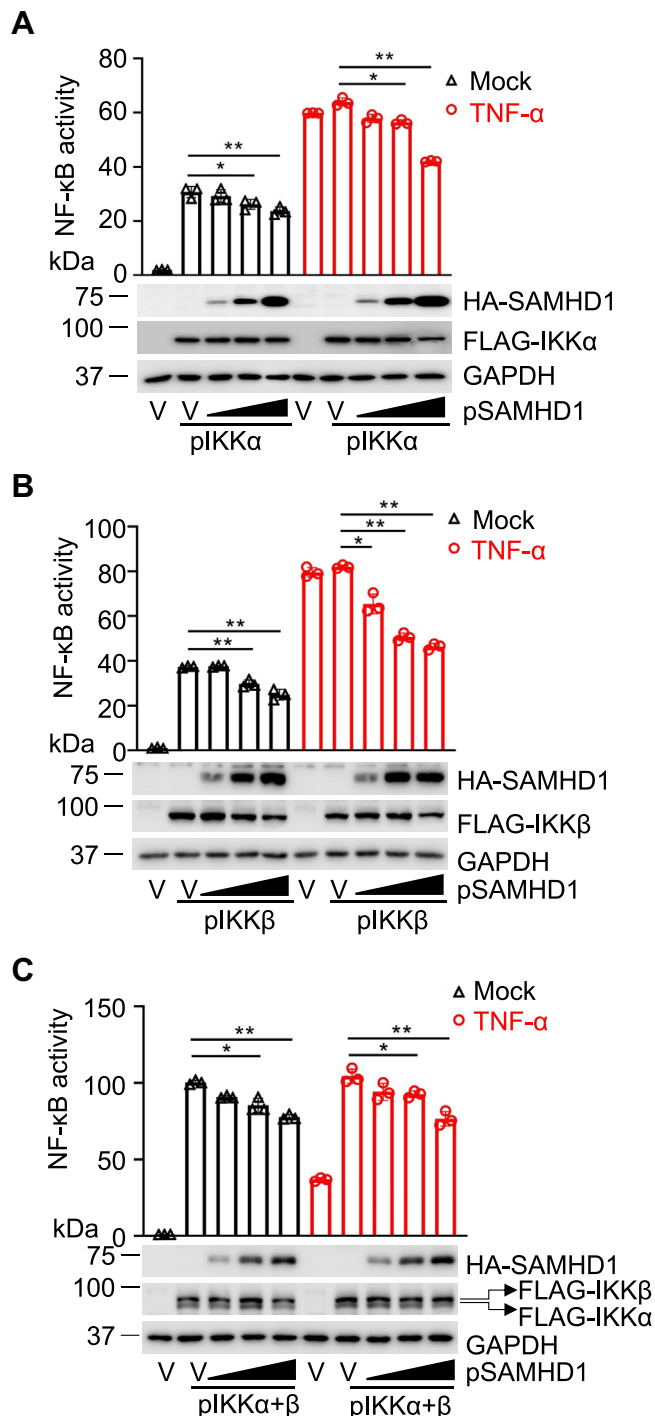 A
NF-κB activity
80
60
40
20
0
△ Mock
○ TNF-α
**
*
**
*
kDa
75
HA-SAMHD1
100
FLAG-IKKα
37
GAPDH
V V V V pSAMHD1
pIKKα pIKKα
B
NF-κB activity
100
80
60
40
20
0
△ Mock
○ TNF-α
**
**
*
**
**
kDa
75
HA-SAMHD1
100
FLAG-IKKβ
37
GAPDH
V V V V pSAMHD1
pIKKβ pIKKβ
C
NF-κB activity
150
100
50
0
△ Mock
○ TNF-α
**
*
**
*
kDa
75
HA-SAMHD1
100
FLAG-IKKβ
FLAG-IKKα
37
GAPDH
V V V V pSAMHD1
pIKKα+β pIKKα+β